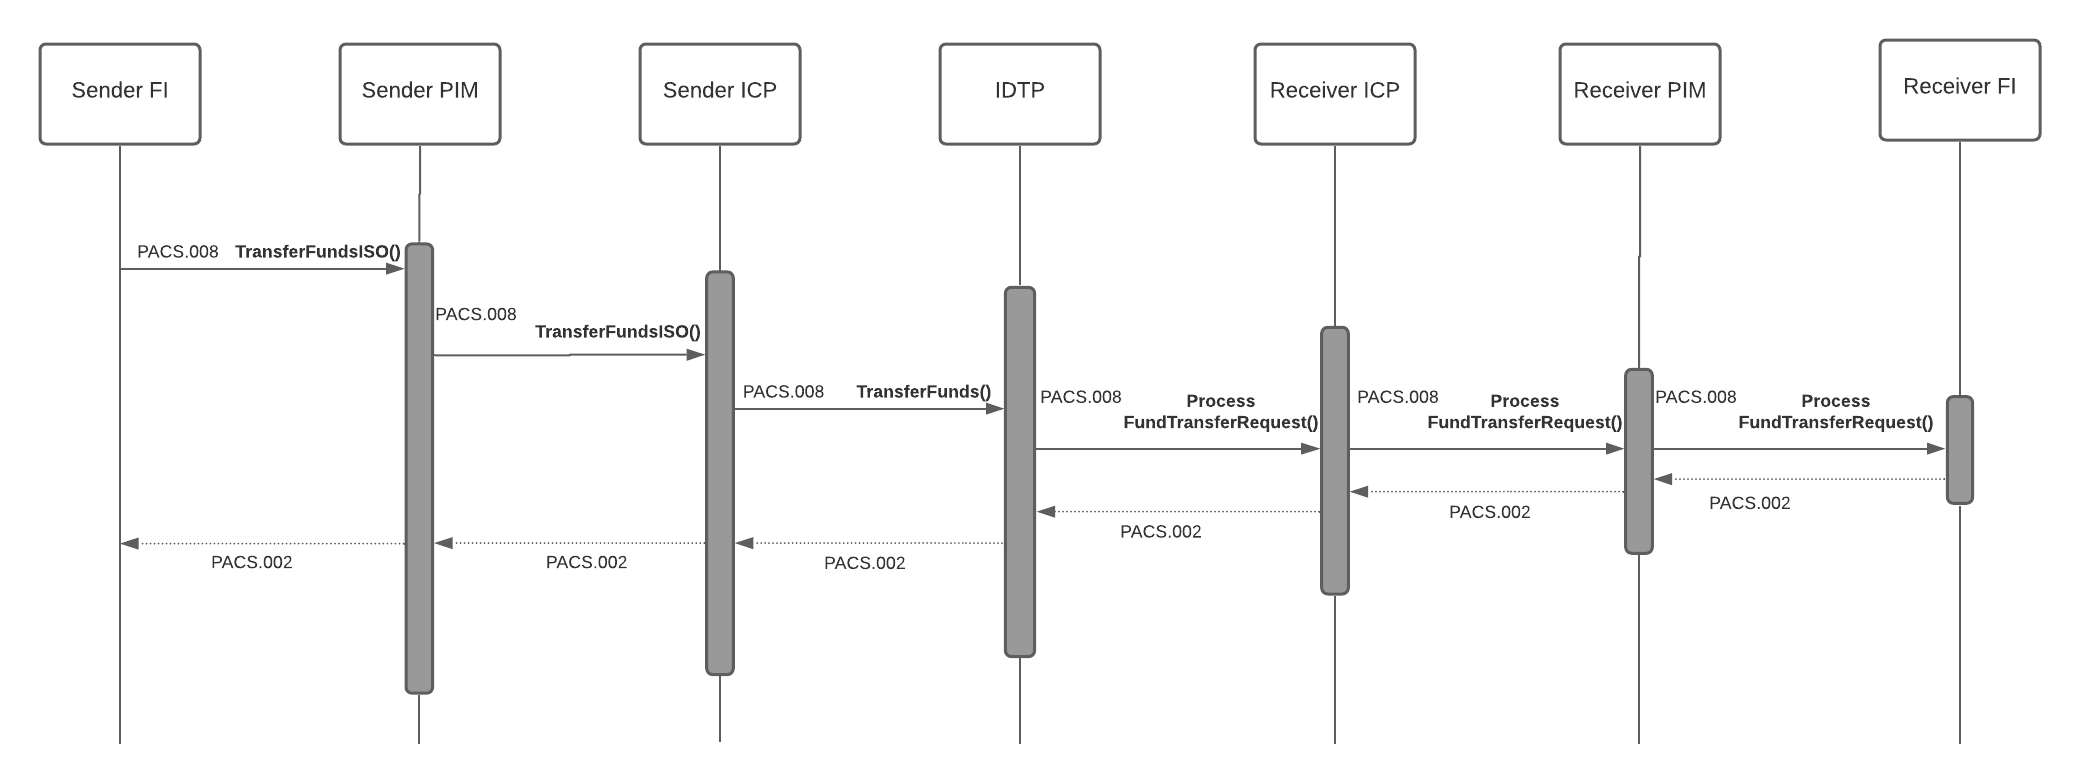 Sender FI
Sender PIM
Sender ICP
IDTP
Receiver ICP
Receiver PIM
Receiver FI
PACS.008 TransferFundsISO()
PACS.008
TransferFundsISO()
PACS.008 TransferFunds()
PACS.008
Process
FundTransferRequest()
PACS.008
Process
FundTransferRequest()
PACS.008
Process
FundTransferRequest()
PACS.002
PACS.002
PACS.002
PACS.002
PACS.002
PACS.002